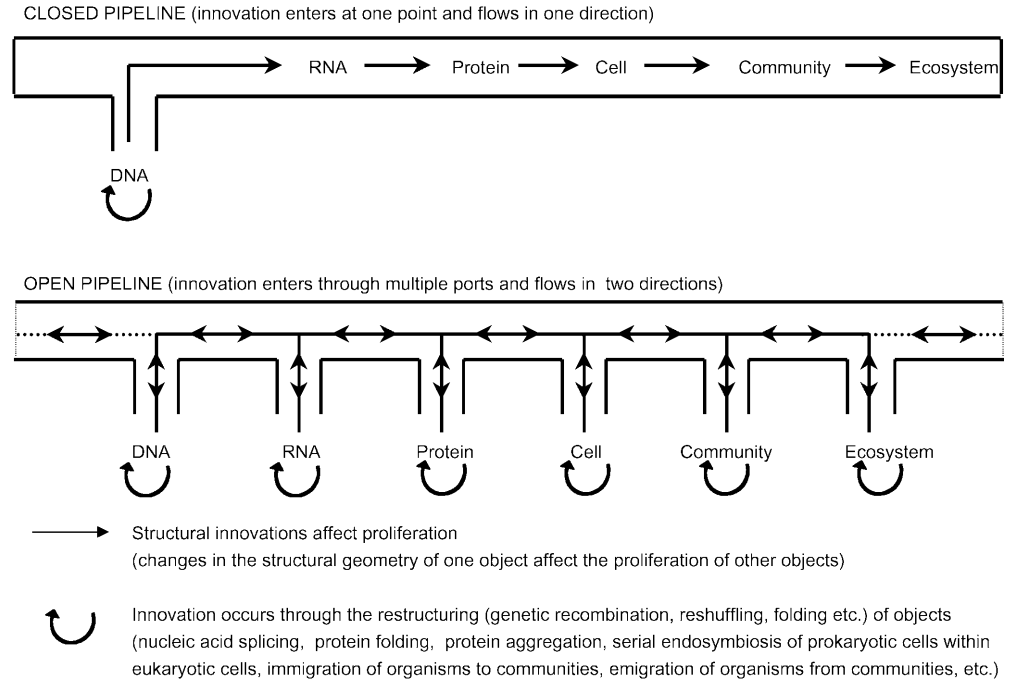 CLOSED PIPELINE (innovation enters at one point and flows in one direction)
RNA Protein Cell Community Ecosystem
DNA
OPEN PIPELINE (innovation enters through multiple ports and flows in two directions)
DNA RNA Protein Cell Community Ecosystem
Structural innovations affect proliferation
(changes in the structural geometry of one object affect the proliferation of other objects)
Innovation occurs through the restructuring (genetic recombination, reshuffling, folding etc.) of objects
(nucleic acid splicing, protein folding, protein aggregation, serial endosymbiosis of prokaryotic cells within
eukaryotic cells, immigration of organisms to communities, emigration of organisms from communities, etc.)